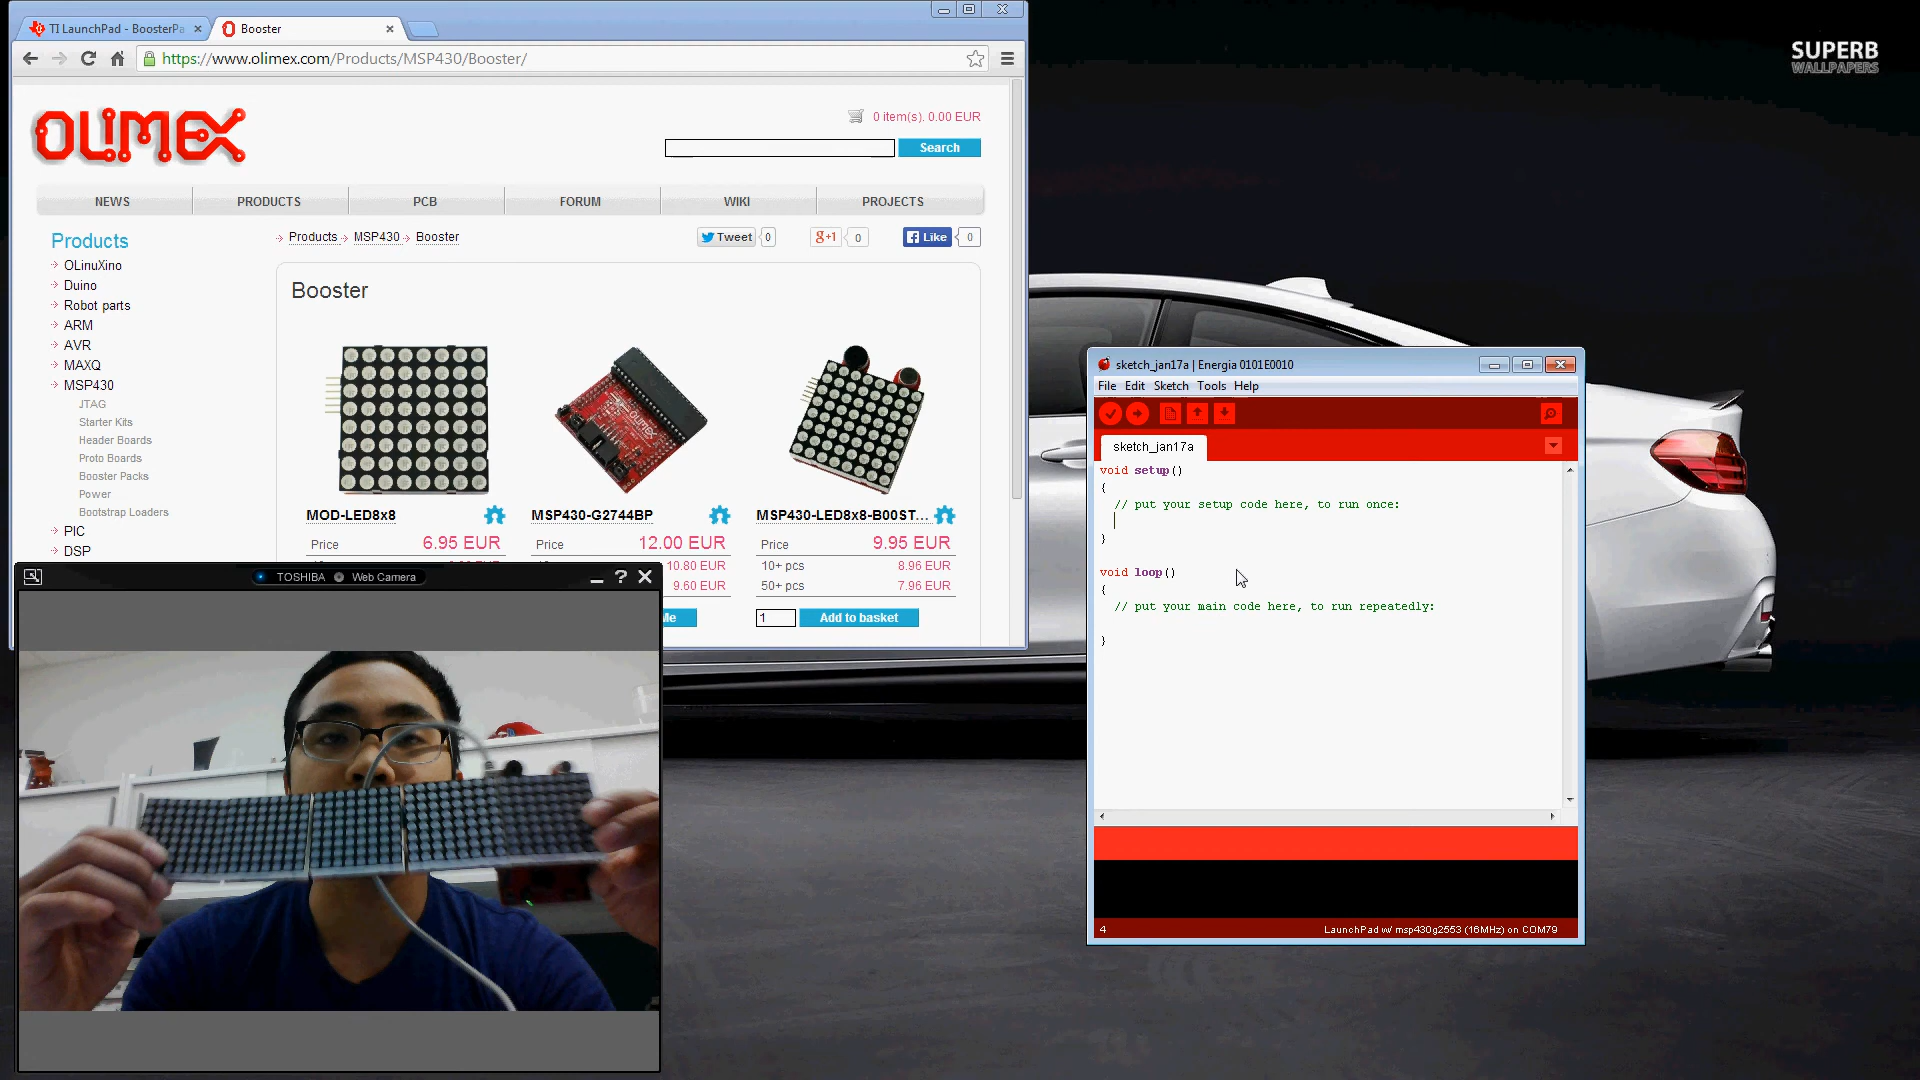 TI LaunchPad - BoosterPa
Booster
https://www.olimex.com/Products/MSP430/Booster/
OLIMEX
0 item(s). 0.00 EUR
Search
NEWS
PRODUCTS
PCB
FORUM
WIKI
PROJECTS
Products
OLinuXino
Duino
Robot parts
ARM
AVR
MAXQ
MSP430
JTAG
Starter Kits
Header Boards
Proto Boards
Booster Packs
Power
Bootstrap Loaders
PIC
DSP
Products
MSP430
Booster
Tweet 0
g+1 0
Like 0
Booster
MOD-LED8x8
Price 6.95 EUR
MSP430-G2744BP
Price 12.00 EUR
10.80 EUR
9.60 EUR
Me
MSP430-LED8x8-B00ST...
Price 9.95 EUR
10+ pcs 8.96 EUR
50+ pcs 7.96 EUR
1
Add to basket
TOSHIBA Web Camera
?
SUPERB
WALLPAPERS
sketch_jan17a | Energia 0101E0010
File Edit Sketch Tools Help
sketch_jan17a
void setup()
{
// put your setup code here, to run once:
}
void loop()
{
// put your main code here, to run repeatedly:
}
4
LaunchPad w/ msp430g2553 (16MHz) on COM79